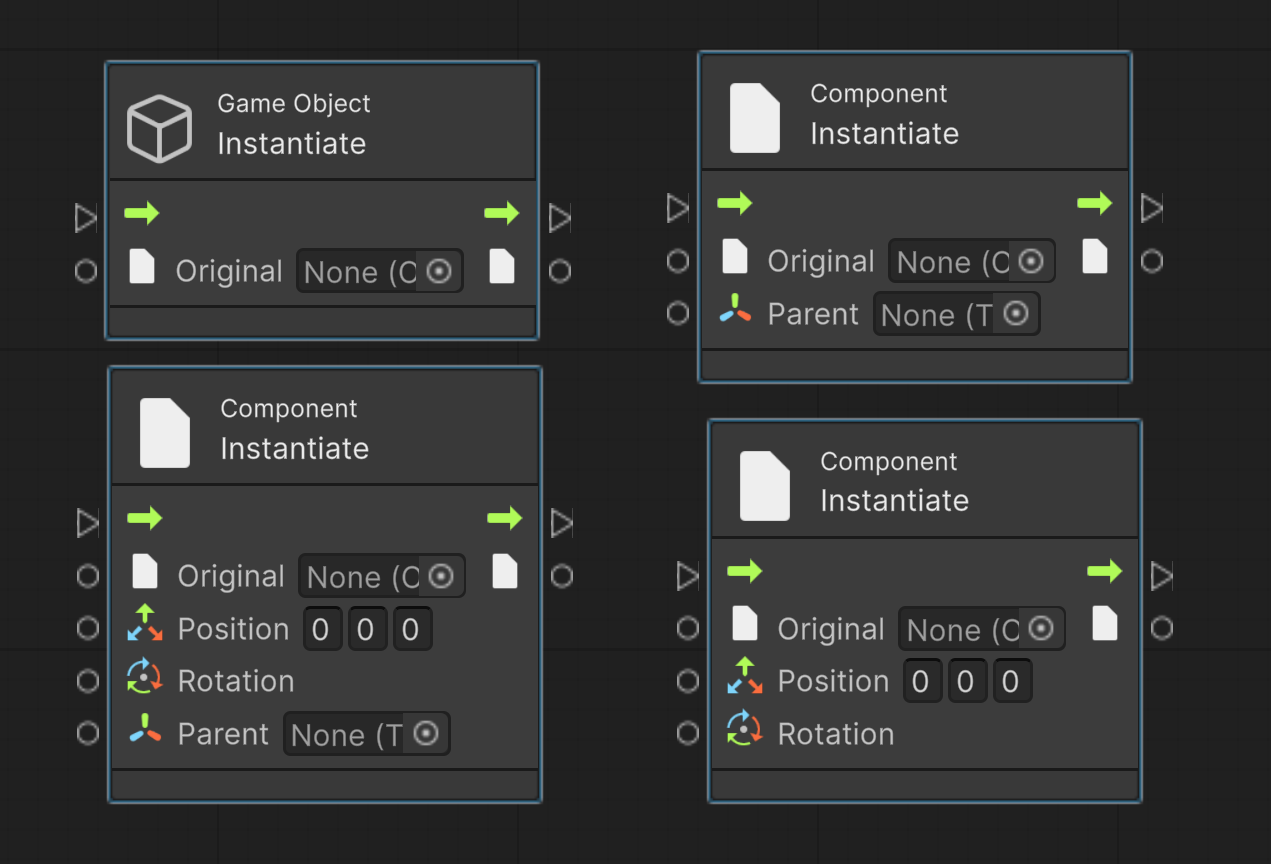 Game Object
Instantiate
Original None (O
Component
Instantiate
Original None (O
Parent None (T
Component
Instantiate
Original None (O
Position 0 0 0
Rotation
Parent None (T
Component
Instantiate
Original None (O
Position 0 0 0
Rotation